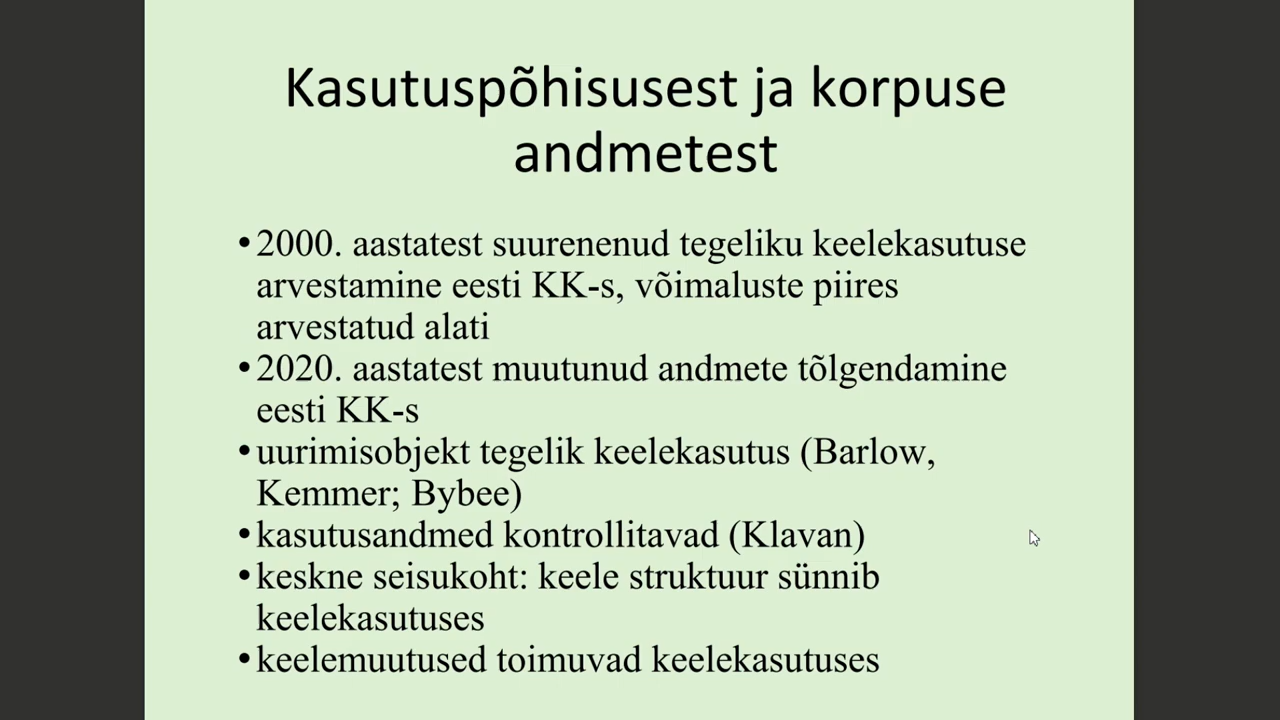 Kasutuspõhisusest ja korpuse
andmetest
•2000. aastatest suurenenud tegeliku keelekasutuse
arvestamine eesti KK-s, võimaluste piires
arvestatud alati
•2020. aastatest muutunud andmete tõlgendamine
eesti KK-s
•uurimisobjekt tegelik keelekasutus (Barlow,
Kemmer; Bybee)
•kasutusandmed kontrollitavad (Klavan)
•keskne seisukoht: keele struktuur sünnib
keelekasutuses
•keelemuutused toimuvad keelekasutuses